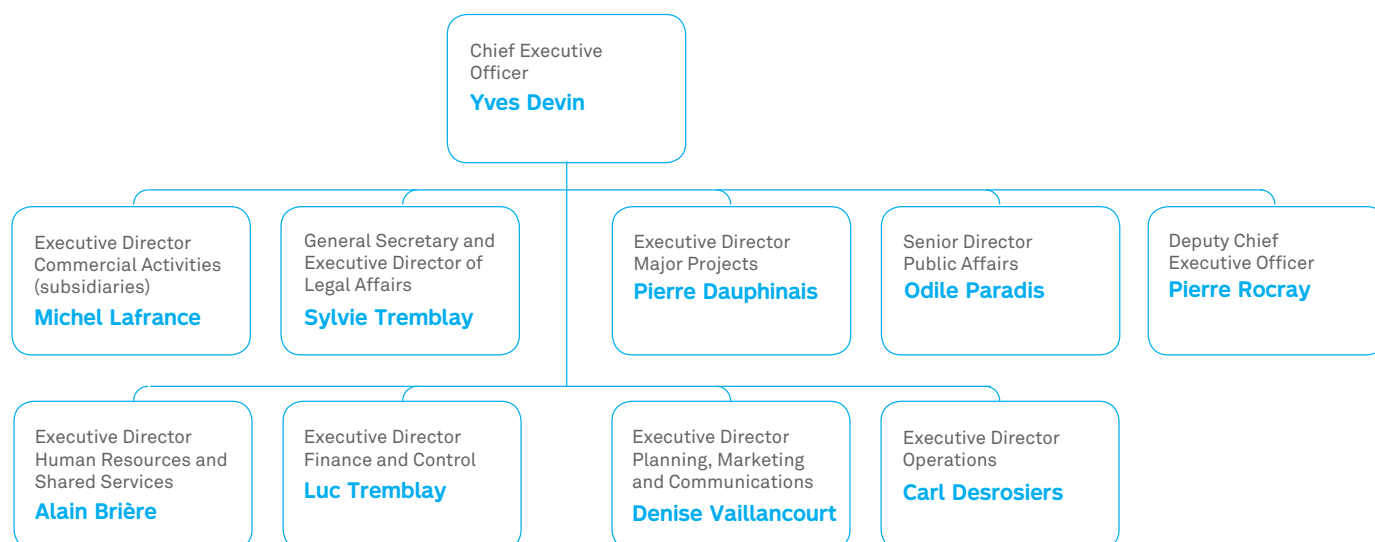 Chief Executive
Officer
Yves Devin
Executive Director
Commercial Activities
(subsidiaries)
Michel Lafrance
General Secretary and
Executive Director of
Legal Affairs
Sylvie Tremblay
Executive Director
Major Projects
Pierre Dauphinais
Senior Director
Public Affairs
Odile Paradis
Deputy Chief
Executive Officer
Pierre Rocray
Executive Director
Human Resources and
Shared Services
Alain Brière
Executive Director
Finance and Control
Luc Tremblay
Executive Director
Planning, Marketing
and Communications
Denise Vaillancourt
Executive Director
Operations
Carl Desrosiers